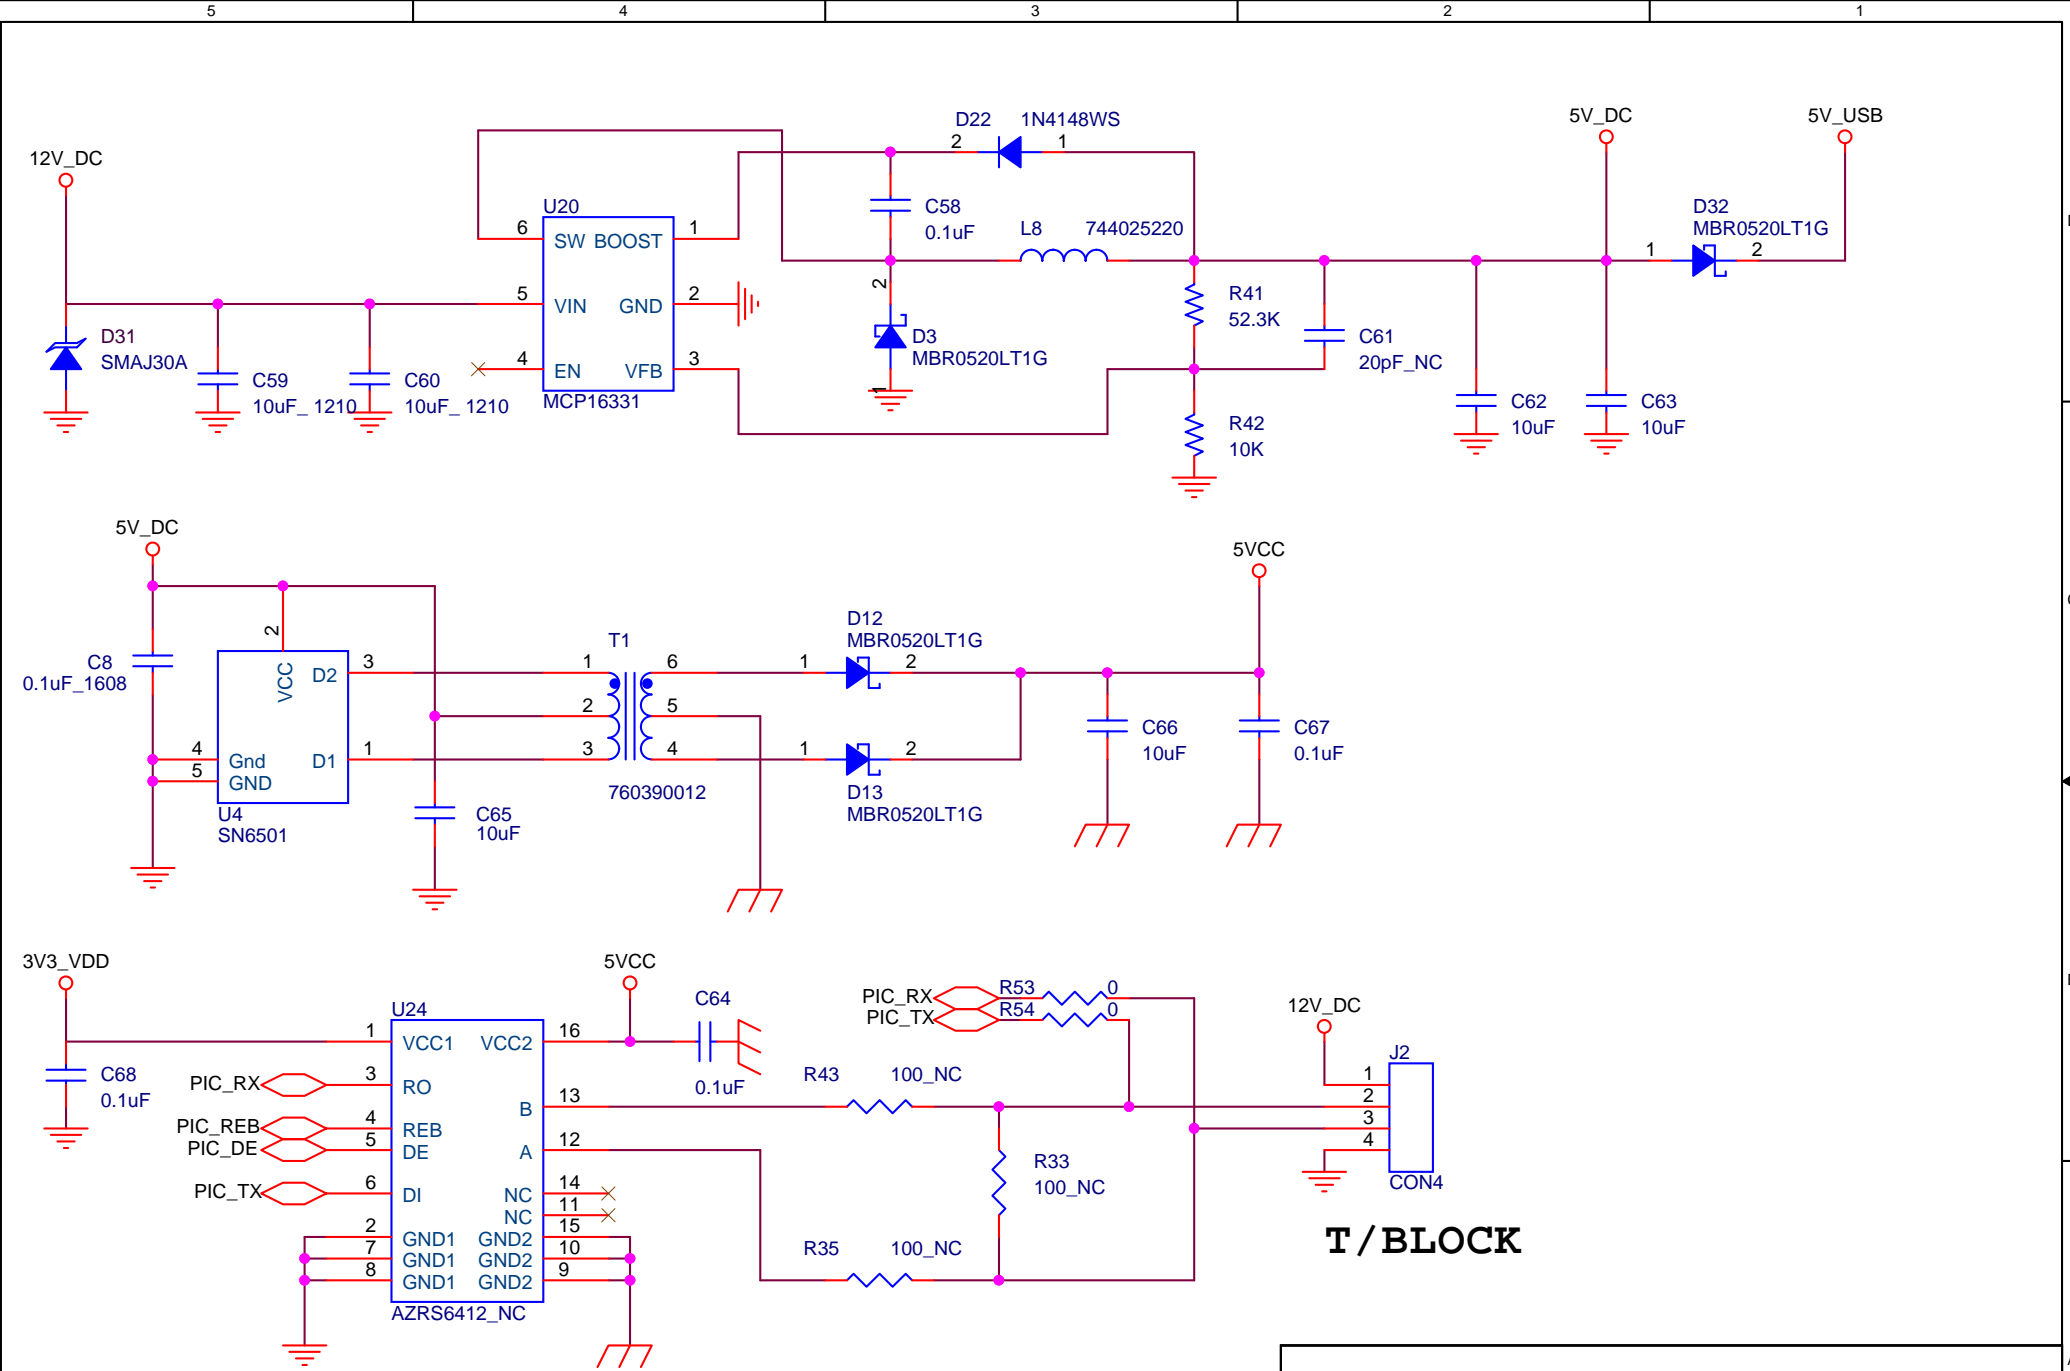 5 4 3 2 1
12V_DC
D31
SMAJ30A
C59
10uF_ 1210
C60
10uF_ 1210
U20
6 SW BOOST 1
5 VIN GND 2
4 EN VFB 3
MCP16331
D22 1N4148WS
2 1
C58
0.1uF
L8 744025220
2
D3
MBR0520LT1G
1
R41
52.3K
R42
10K
C61
20pF_NC
C62
10uF
C63
10uF
5V_DC
5V_USB
D32
MBR0520LT1G
1 2
5V_DC
C8
0.1uF_1608
2
VCC
D2 3
4 Gnd D1 1
5 GND
U4
SN6501
C65
10uF
T1
1 6
2 5
3 4
760390012
D12
MBR0520LT1G
1 2
1 2
D13
MBR0520LT1G
5VCC
C66
10uF
C67
0.1uF
3V3_VDD
C68
0.1uF
PIC_RX
PIC_REB
PIC_DE
PIC_TX
U24
1 VCC1 VCC2 16
3 RO
B 13
4 REB
5 DE A 12
6 DI NC 14
NC 11
2 GND1 GND2 15
7 GND1 GND2 10
8 GND1 GND2 9
AZRS6412_NC
5VCC
C64
0.1uF
PIC_RX R53 0
PIC_TX R54 0
R43 100_NC
R33
100_NC
R35 100_NC
12V_DC
J2
1
2
3
4
CON4
T/BLOCK